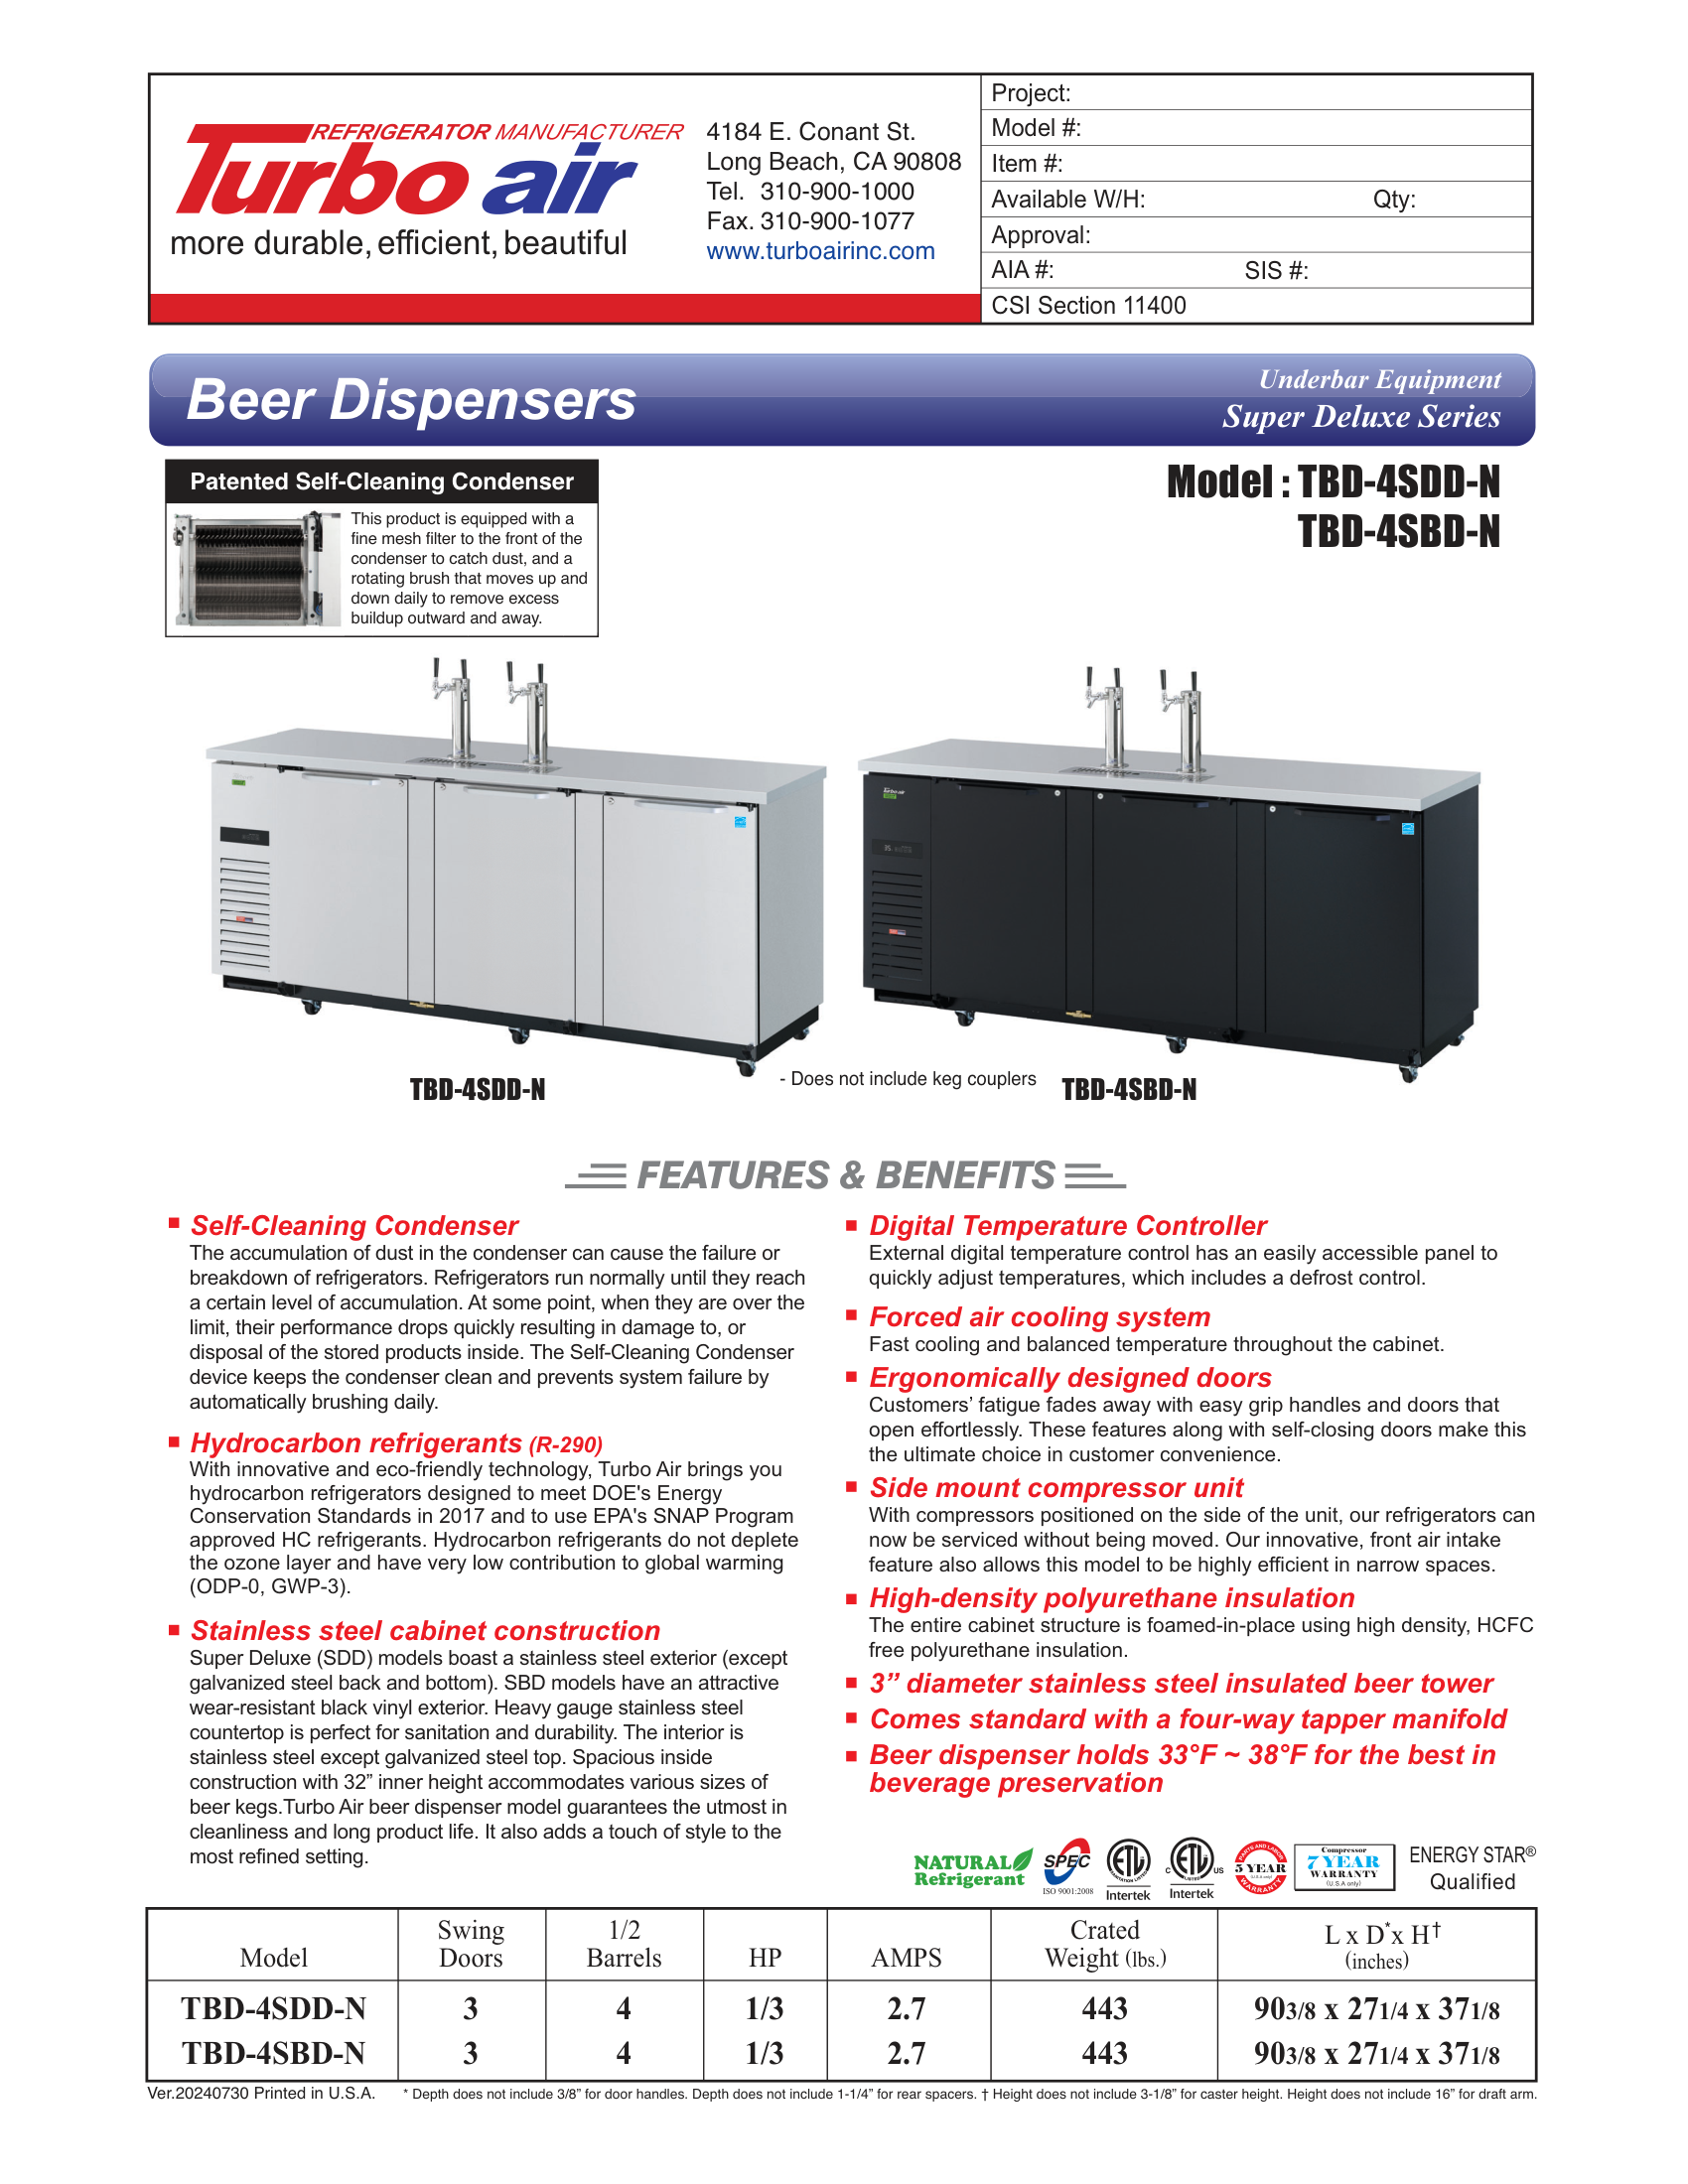 REFRIGERATOR MANUFACTURER
Turbo air
more durable, efficient, beautiful
4184 E. Conant St.
Long Beach, CA 90808
Tel. 310-900-1000
Fax. 310-900-1077
www.turboairinc.com
Project:
Model #:
Item #:
Available W/H: Qty:
Approval:
AIA #: SIS #:
CSI Section 11400
Beer Dispensers
Underbar Equipment
Super Deluxe Series
Patented Self-Cleaning Condenser
This product is equipped with a
fine mesh filter to the front of the
condenser to catch dust, and a
rotating brush that moves up and
down daily to remove excess
buildup outward and away.
Model : TBD-4SDD-N
TBD-4SBD-N
Turbo air
TBD-4SDD-N
- Does not include keg couplers
TBD-4SBD-N
FEATURES & BENEFITS
Self-Cleaning Condenser
The accumulation of dust in the condenser can cause the failure or
breakdown of refrigerators. Refrigerators run normally until they reach
a certain level of accumulation. At some point, when they are over the
limit, their performance drops quickly resulting in damage to, or
disposal of the stored products inside. The Self-Cleaning Condenser
device keeps the condenser clean and prevents system failure by
automatically brushing daily.
Hydrocarbon refrigerants (R-290)
With innovative and eco-friendly technology, Turbo Air brings you
hydrocarbon refrigerators designed to meet DOE's Energy
Conservation Standards in 2017 and to use EPA's SNAP Program
approved HC refrigerants. Hydrocarbon refrigerants do not deplete
the ozone layer and have very low contribution to global warming
(ODP-0, GWP-3).
Stainless steel cabinet construction
Super Deluxe (SDD) models boast a stainless steel exterior (except
galvanized steel back and bottom). SBD models have an attractive
wear-resistant black vinyl exterior. Heavy gauge stainless steel
countertop is perfect for sanitation and durability. The interior is
stainless steel except galvanized steel top. Spacious inside
construction with 32” inner height accommodates various sizes of
beer kegs.Turbo Air beer dispenser model guarantees the utmost in
cleanliness and long product life. It also adds a touch of style to the
most refined setting.
Digital Temperature Controller
External digital temperature control has an easily accessible panel to
quickly adjust temperatures, which includes a defrost control.
Forced air cooling system
Fast cooling and balanced temperature throughout the cabinet.
Ergonomically designed doors
Customers’ fatigue fades away with easy grip handles and doors that
open effortlessly. These features along with self-closing doors make this
the ultimate choice in customer convenience.
Side mount compressor unit
With compressors positioned on the side of the unit, our refrigerators can
now be serviced without being moved. Our innovative, front air intake
feature also allows this model to be highly efficient in narrow spaces.
High-density polyurethane insulation
The entire cabinet structure is foamed-in-place using high density, HCFC
free polyurethane insulation.
3” diameter stainless steel insulated beer tower
Comes standard with a four-way tapper manifold
Beer dispenser holds 33°F ~ 38°F for the best in
beverage preservation
NATURAL
Refrigerant
SPEC
ISO 9001:2008
ETL
SANITATION LISTED
Intertek
C ETL US
LISTED
Intertek
PARTS AND LABOR
5 YEAR
(U.S.A only)
WARRANTY
Compressor
7 YEAR
WARRANTY
(U.S.A only)
ENERGY STAR®
Qualified
Model | Swing Doors | 1/2 Barrels | HP | AMPS | Crated Weight (lbs.) | L x D* x H† (inches)
TBD-4SDD-N 3 4 1/3 2.7 443 903/8 x 271/4 x 371/8
TBD-4SBD-N 3 4 1/3 2.7 443 903/8 x 271/4 x 371/8
Ver.20240730 Printed in U.S.A. * Depth does not include 3/8” for door handles. Depth does not include 1-1/4” for rear spacers. † Height does not include 3-1/8” for caster height. Height does not include 16” for draft arm.